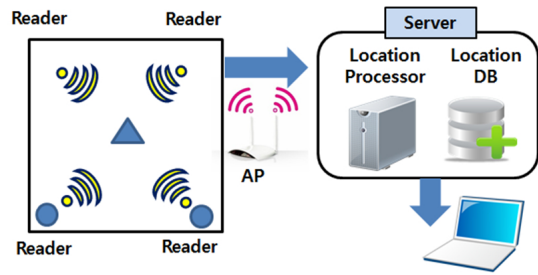 Reader
Reader
Server
Location
Processor
Location
DB
AP
Reader
Reader